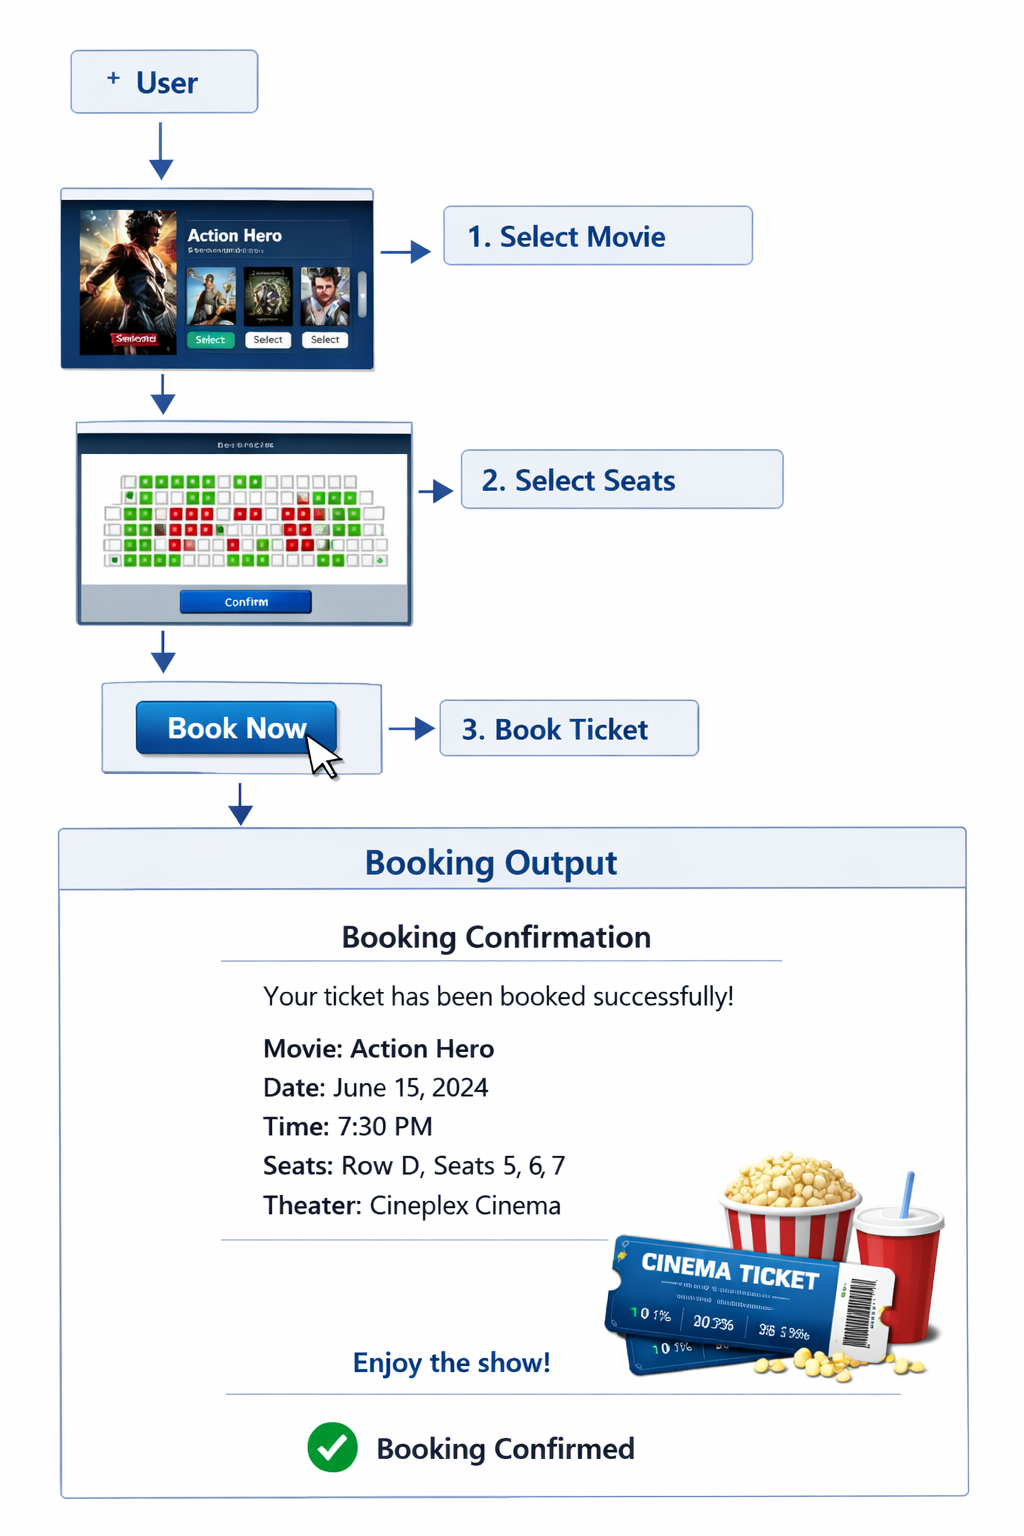 + User
Action Hero
Select
Select
Select
1. Select Movie
Confirm
2. Select Seats
Book Now
3. Book Ticket
Booking Output
Booking Confirmation
Your ticket has been booked successfully!
Movie: Action Hero
Date: June 15, 2024
Time: 7:30 PM
Seats: Row D, Seats 5, 6, 7
Theater: Cineplex Cinema
CINEMA TICKET
Enjoy the show!
Booking Confirmed